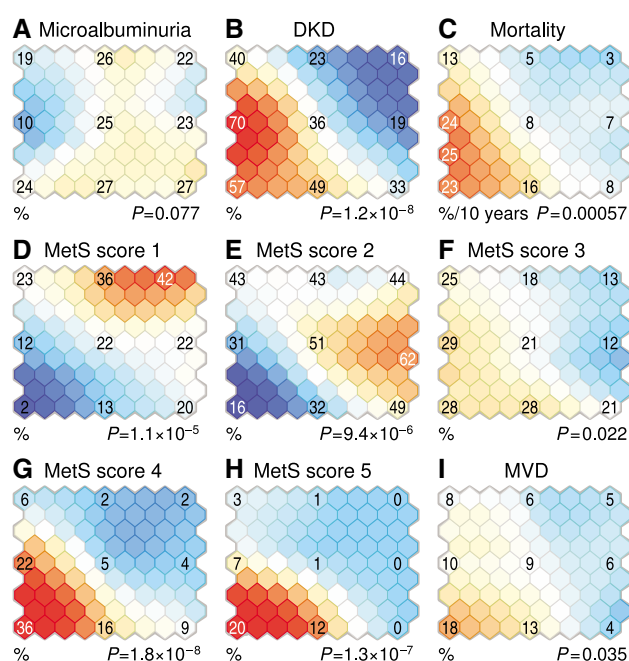 A Microalbuminuria B DKD C Mortality
19 26 22 40 23 16 13 5 3
10 25 23 70 36 19 24 8 7
25
24 27 27 57 49 33 23 16 8
% P=0.077 % P=1.2×10⁻⁸ %/10 years P=0.00057
D MetS score 1 E MetS score 2 F MetS score 3
23 36 42 43 43 44 25 18 13
12 22 22 31 51 62 29 21 12
2 13 20 16 32 49 28 28 21
% P=1.1×10⁻⁵ % P=9.4×10⁻⁶ % P=0.022
G MetS score 4 H MetS score 5 I MVD
6 2 2 3 1 0 8 6 5
22 5 4 7 1 0 10 9 6
36 16 9 20 12 0 18 13 4
% P=1.8×10⁻⁸ % P=1.3×10⁻⁷ % P=0.035